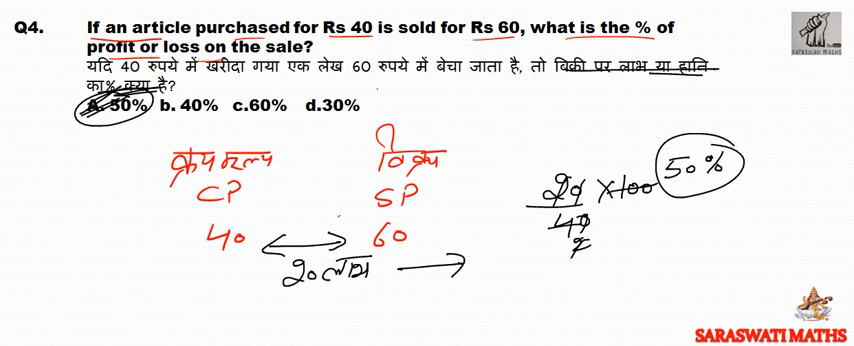 Q4. If an article purchased for Rs 40 is sold for Rs 60, what is the % of
profit or loss on the sale?
यदि 40 रुपये में खरीदा गया एक लेख 60 रुपये में बेचा जाता है, तो बिक्री पर लाभ या हानि
का% क्या है?
A. 50% b. 40% c.60% d.30%
क्रयमूल्य विक्रय
CP SP
40 60
20 लाभ
20 ×100 50%
40
2
SARASWATI MATHS
SARASWATI MATHS